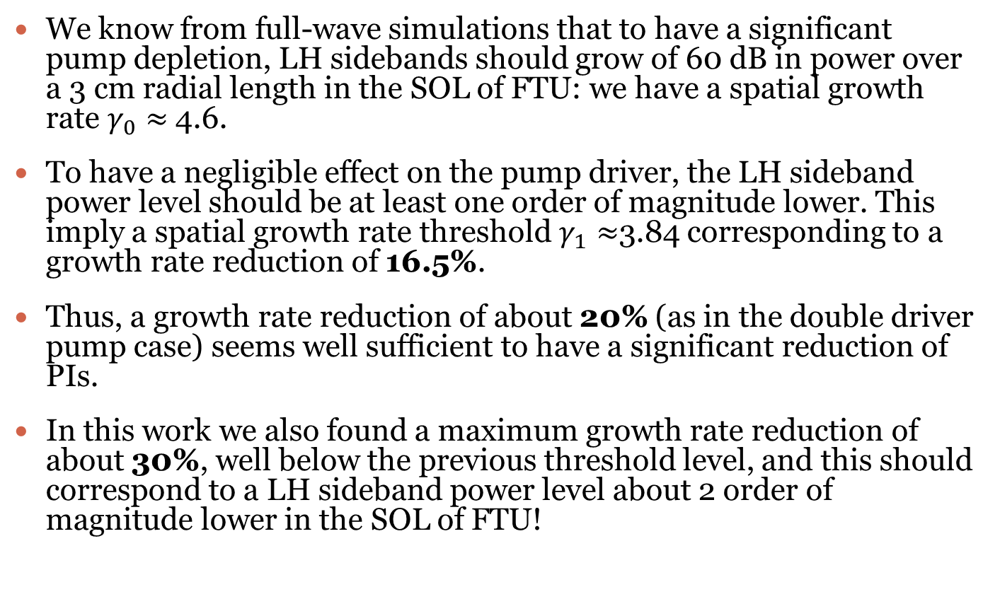 • We know from full-wave simulations that to have a significant
pump depletion, LH sidebands should grow of 60 dB in power over
a 3 cm radial length in the SOL of FTU: we have a spatial growth
rate γ₀ ≈ 4.6.
• To have a negligible effect on the pump driver, the LH sideband
power level should be at least one order of magnitude lower. This
imply a spatial growth rate threshold γ₁ ≈3.84 corresponding to a
growth rate reduction of 16.5%.
• Thus, a growth rate reduction of about 20% (as in the double driver
pump case) seems well sufficient to have a significant reduction of
PIs.
• In this work we also found a maximum growth rate reduction of
about 30%, well below the previous threshold level, and this should
correspond to a LH sideband power level about 2 order of
magnitude lower in the SOL of FTU!